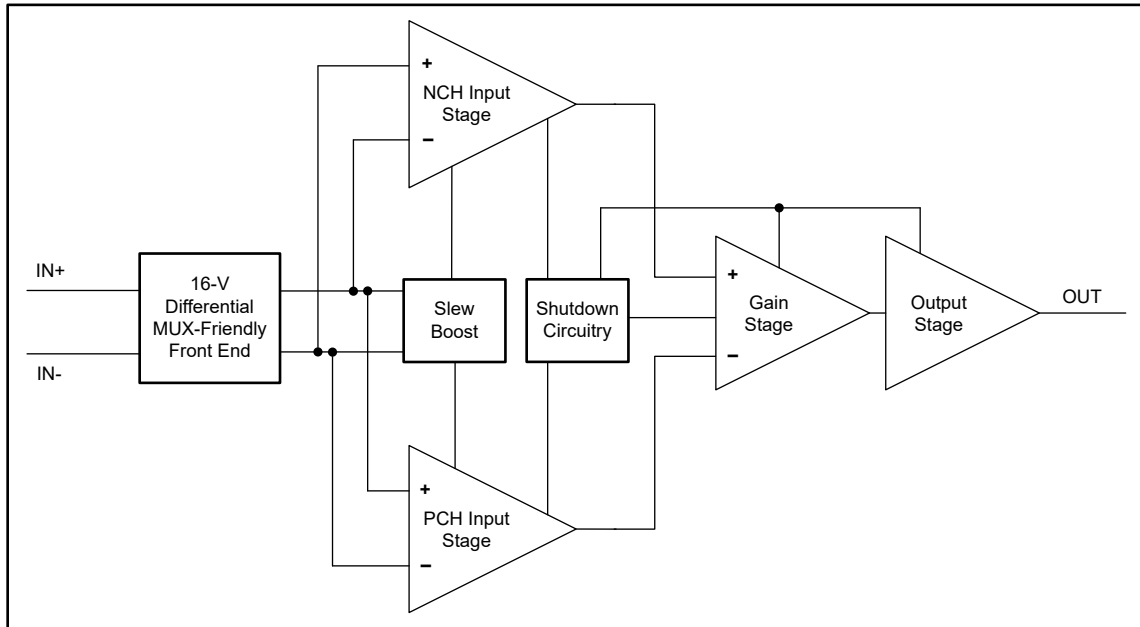 +
NCH Input
Stage
−
IN+
IN-
16-V
Differential
MUX-Friendly
Front End
Slew
Boost
Shutdown
Circuitry
+
Gain
Stage
−
Output
Stage
OUT
+
PCH Input
Stage
−